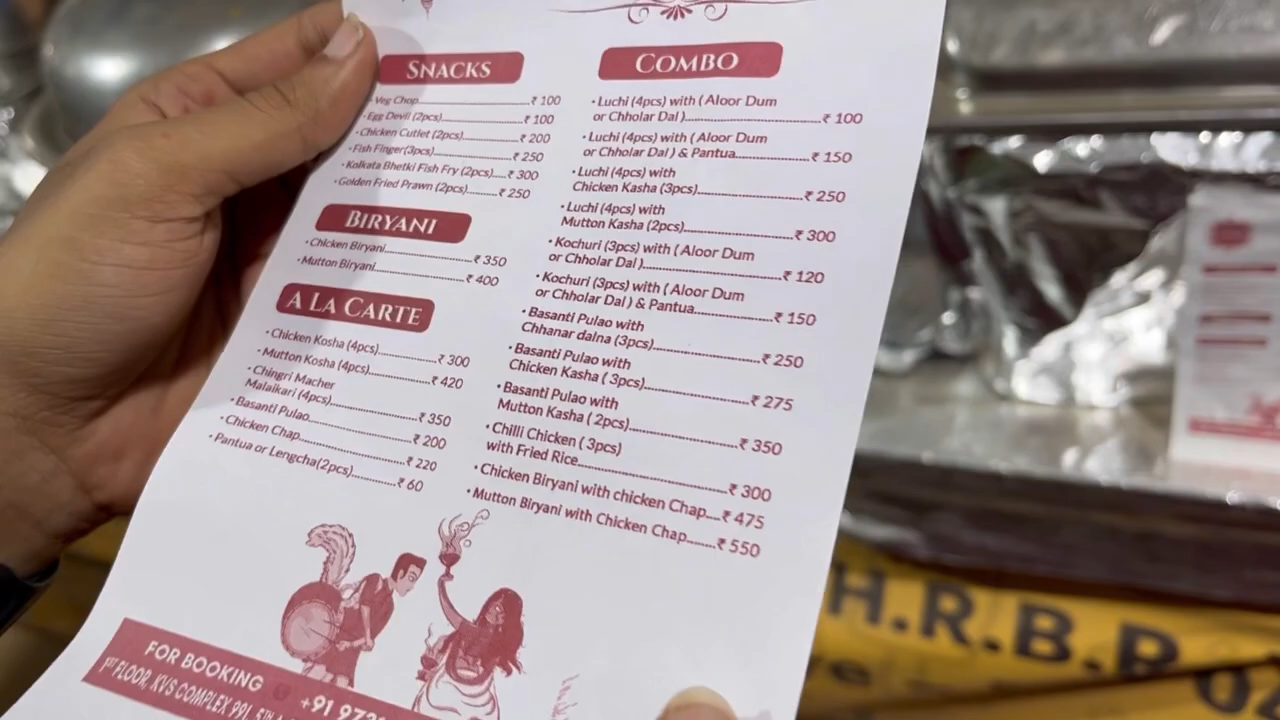 SNACKS
• Veg Chop ₹ 100
• Egg Devil (2pcs) ₹ 100
• Chicken Cutlet (2pcs) ₹ 200
• Fish Finger(3pcs) ₹ 250
• Kolkata Bhetki Fish Fry (2pcs) ₹ 300
• Golden Fried Prawn (2pcs) ₹ 250
BIRYANI
• Chicken Biryani ₹ 350
• Mutton Biryani ₹ 400
A LA CARTE
• Chicken Kosha (4pcs) ₹ 300
• Mutton Kosha (4pcs) ₹ 420
• Chingri Macher
Malaikari (4pcs) ₹ 350
• Basanti Pulao ₹ 200
• Chicken Chap ₹ 220
• Pantua or Lengcha(2pcs) ₹ 60
COMBO
• Luchi (4pcs) with ( Aloor Dum
or Chholar Dal ) ₹ 100
• Luchi (4pcs) with ( Aloor Dum
or Chholar Dal ) & Pantua ₹ 150
• Luchi (4pcs) with
Chicken Kasha (3pcs) ₹ 250
• Luchi (4pcs) with
Mutton Kasha (2pcs) ₹ 300
• Kochuri (3pcs) with ( Aloor Dum
or Chholar Dal ) ₹ 120
• Kochuri (3pcs) with ( Aloor Dum
or Chholar Dal ) & Pantua ₹ 150
• Basanti Pulao with
Chhanar dalna (3pcs) ₹ 250
• Basanti Pulao with
Chicken Kasha ( 3pcs) ₹ 275
• Basanti Pulao with
Mutton Kasha ( 2pcs) ₹ 350
• Chilli Chicken ( 3pcs)
with Fried Rice ₹ 300
• Chicken Biryani with chicken Chap ₹ 475
• Mutton Biryani with Chicken Chap ₹ 550
FOR BOOKING +91 973
1ST FLOOR, KVS COMPLEX 991, 5TH
H.R.B.R